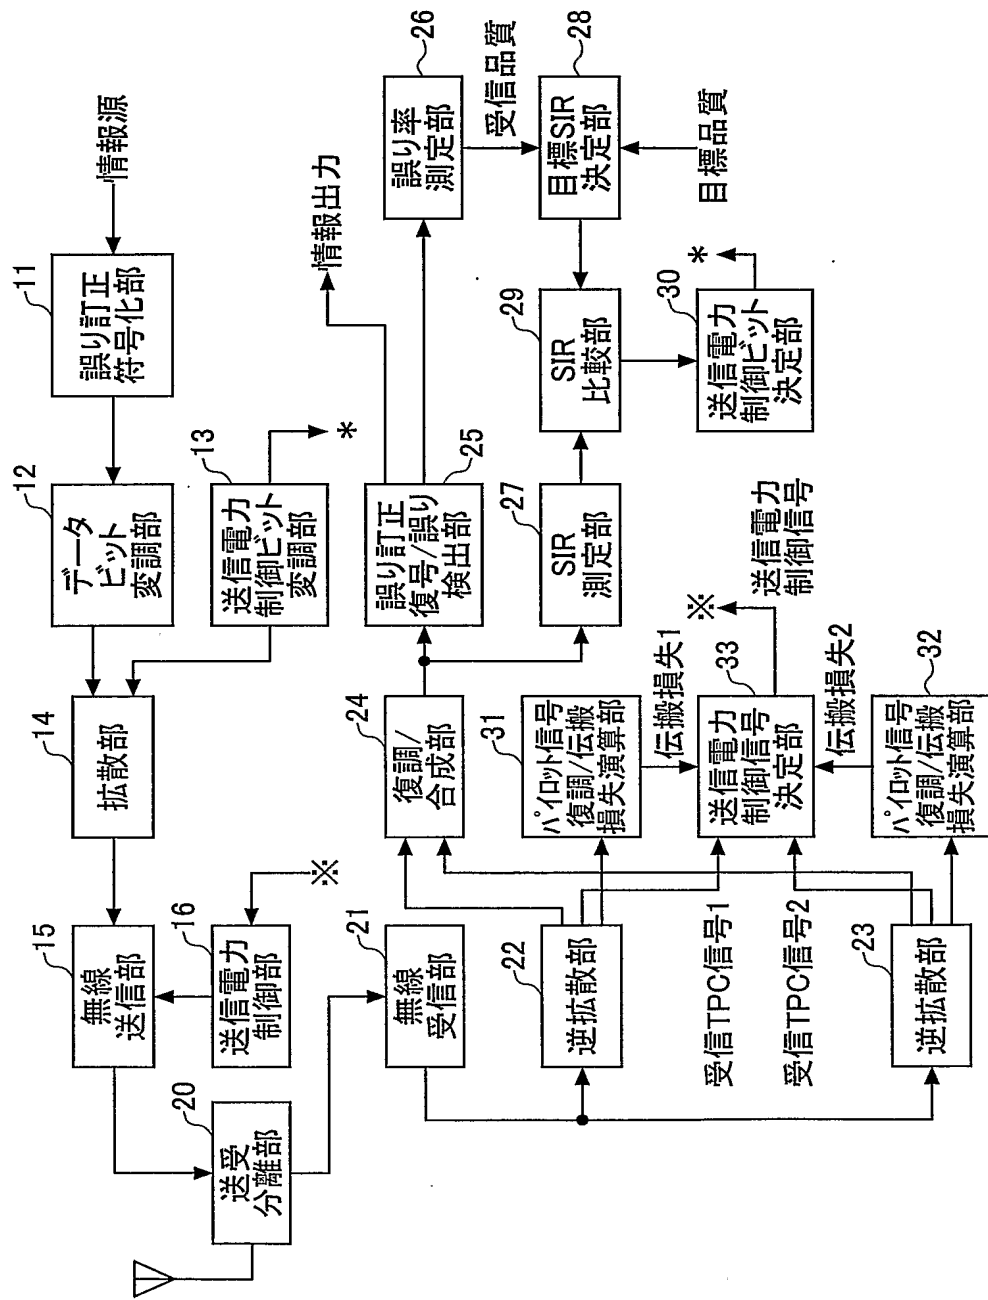 情報源
11
誤り訂正
符号化部
12
データ
ビット
変調部
13
送信電力
制御ビット
変調部
*
14
拡散部
15
無線
送信部
16
送信電力
制御部
※
20
送受
分離部
21
無線
受信部
22
逆拡散部
23
逆拡散部
受信TPC信号1
受信TPC信号2
24
復調/
合成部
31
パイロット信号
復調/伝搬
損失演算部
伝搬損失1
33
送信電力
制御信号
決定部
伝搬損失2
32
パイロット信号
復調/伝搬
損失演算部
※
送信電力
制御信号
25
誤り訂正
復号/誤り
検出部
情報出力
27
SIR
測定部
26
誤り率
測定部
受信品質
28
目標SIR
決定部
目標品質
29
SIR
比較部
30
送信電力
制御ビット
決定部
*